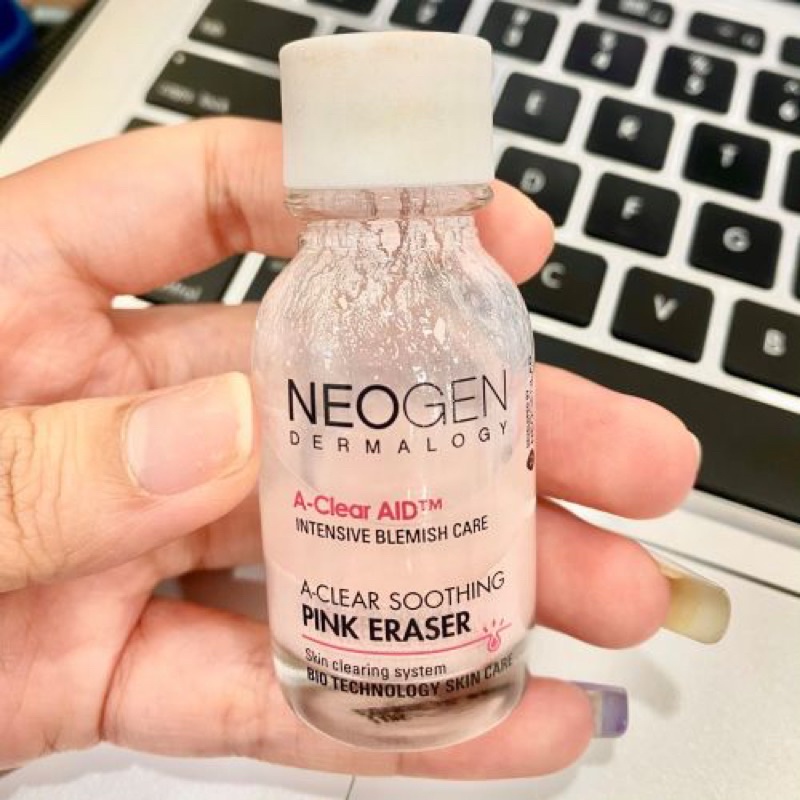 NEOGEN
DERMALOGY
A-Clear AID™
INTENSIVE BLEMISH CARE
A-CLEAR SOOTHING
PINK ERASER
Skin clearing system
BIO TECHNOLOGY SKIN CARE
E
R
T
D
F
G
C
V
B